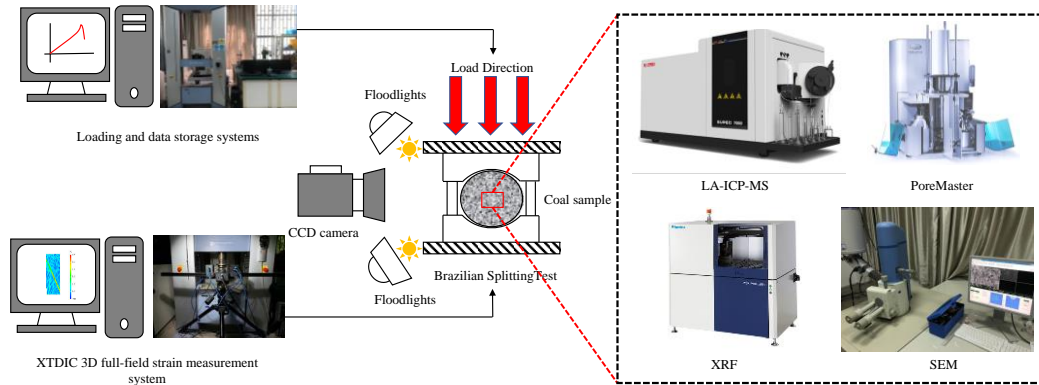 Load Direction
Floodlights
Loading and data storage systems
LA-ICP-MS
PoreMaster
Coal sample
CCD camera
Brazilian SplittingTest
Floodlights
XTDIC 3D full-field strain measurement
system
XRF
SEM